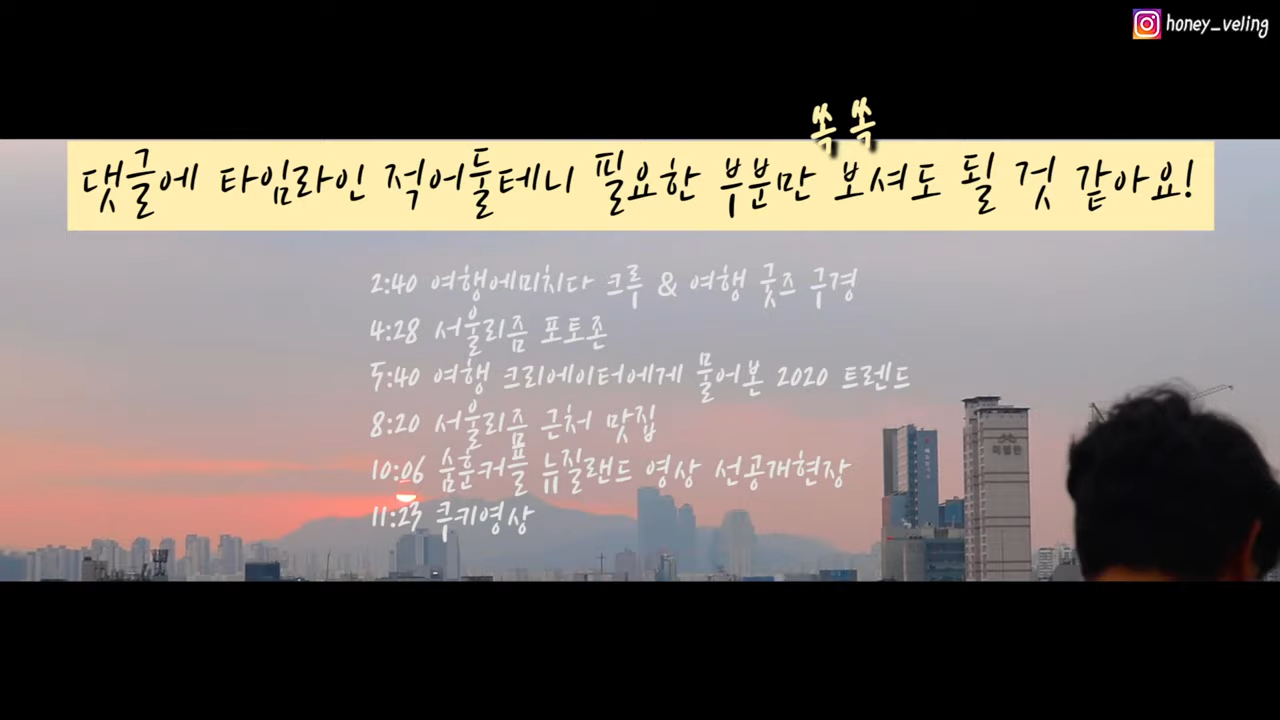 honey_veling
쏙 쏙
댓글에 타임라인 적어둘테니 필요한 부분만 보셔도 될 것 같아요!
2:40 여행에미치다 크루 & 여행 굿즈 구경
4:28 서울리즘 포토존
5:40 여행 크리에이터에게 물어본 2020 트렌드
8:20 서울리즘 근처 맛집
10:06 숨훈커플 뉴질랜드 영상 선공개현장
11:23 쿠키영상